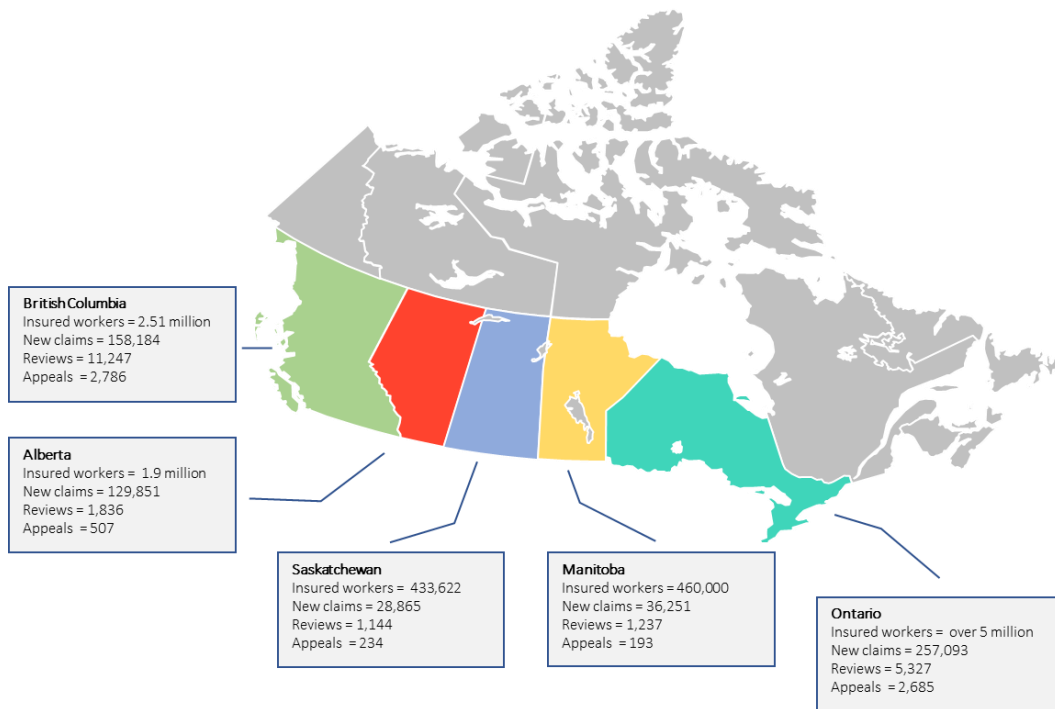 British Columbia
Insured workers = 2.51 million
New claims = 158,184
Reviews = 11,247
Appeals = 2,786
Alberta
Insured workers = 1.9 million
New claims = 129,851
Reviews = 1,836
Appeals = 507
Saskatchewan
Insured workers = 433,622
New claims = 28,865
Reviews = 1,144
Appeals = 234
Manitoba
Insured workers = 460,000
New claims = 36,251
Reviews = 1,237
Appeals = 193
Ontario
Insured workers = over 5 million
New claims = 257,093
Reviews = 5,327
Appeals = 2,685